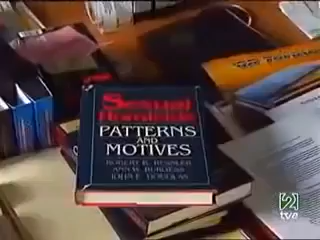 Sexual
Homicide
PATTERNS
AND
MOTIVES
ROBERT K. RESSLER
ANN W. BURGESS
JOHN E. DOUGLAS
2
tve